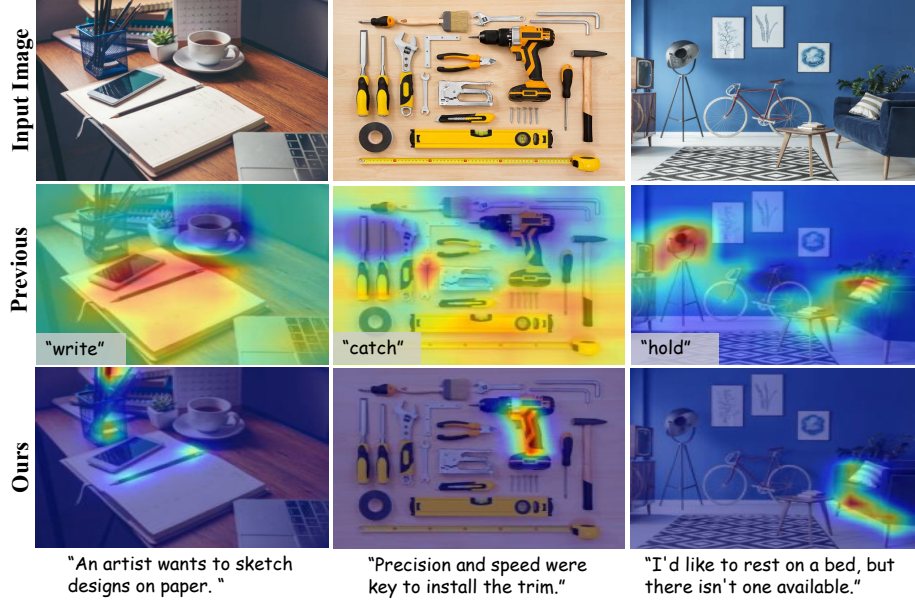 Input Image
Previous
"write"
"catch"
"hold"
Ours
"An artist wants to sketch
designs on paper. "
"Precision and speed were
key to install the trim."
"I'd like to rest on a bed, but
there isn't one available."